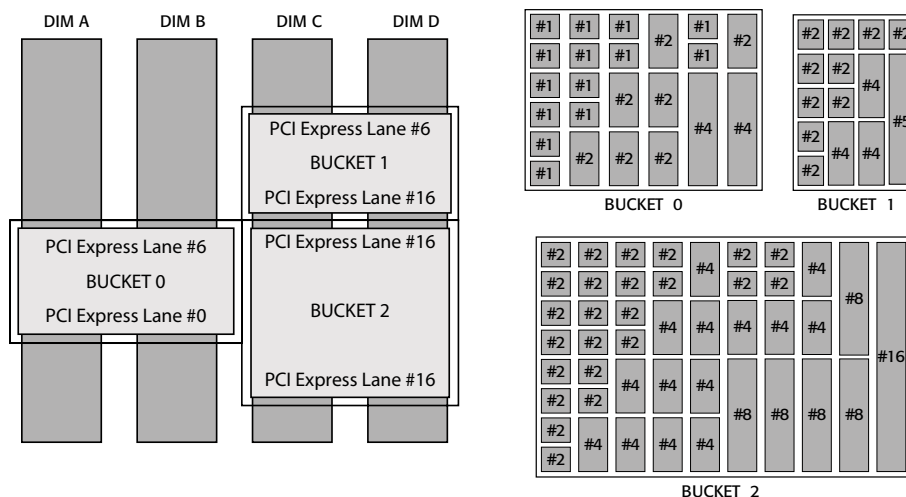 DIM A DIM B DIM C DIM D
PCI Express Lane #6
BUCKET 1
PCI Express Lane #16
PCI Express Lane #6
BUCKET 0
PCI Express Lane #0
PCI Express Lane #16
BUCKET 2
PCI Express Lane #16
#1 #1 #1 #2 #1 #2
#1 #1 #1 #1
#1 #1 #2 #2
#1 #1 #4 #4
#1 #2 #2 #2
#1
BUCKET 0
#2 #2 #2 #2
#2 #2 #4
#2 #2
#2 #4 #4
#2
BUCKET 1
#2 #2 #2 #2 #4 #2 #2 #4
#2 #2 #2 #2 #2 #2 #8
#2 #2 #2 #4 #4 #4 #4 #4
#2 #2 #2 #16
#2 #2 #4 #4 #4
#2 #2 #8 #8 #8 #8
#2 #4 #4 #4 #4
#2
BUCKET 2